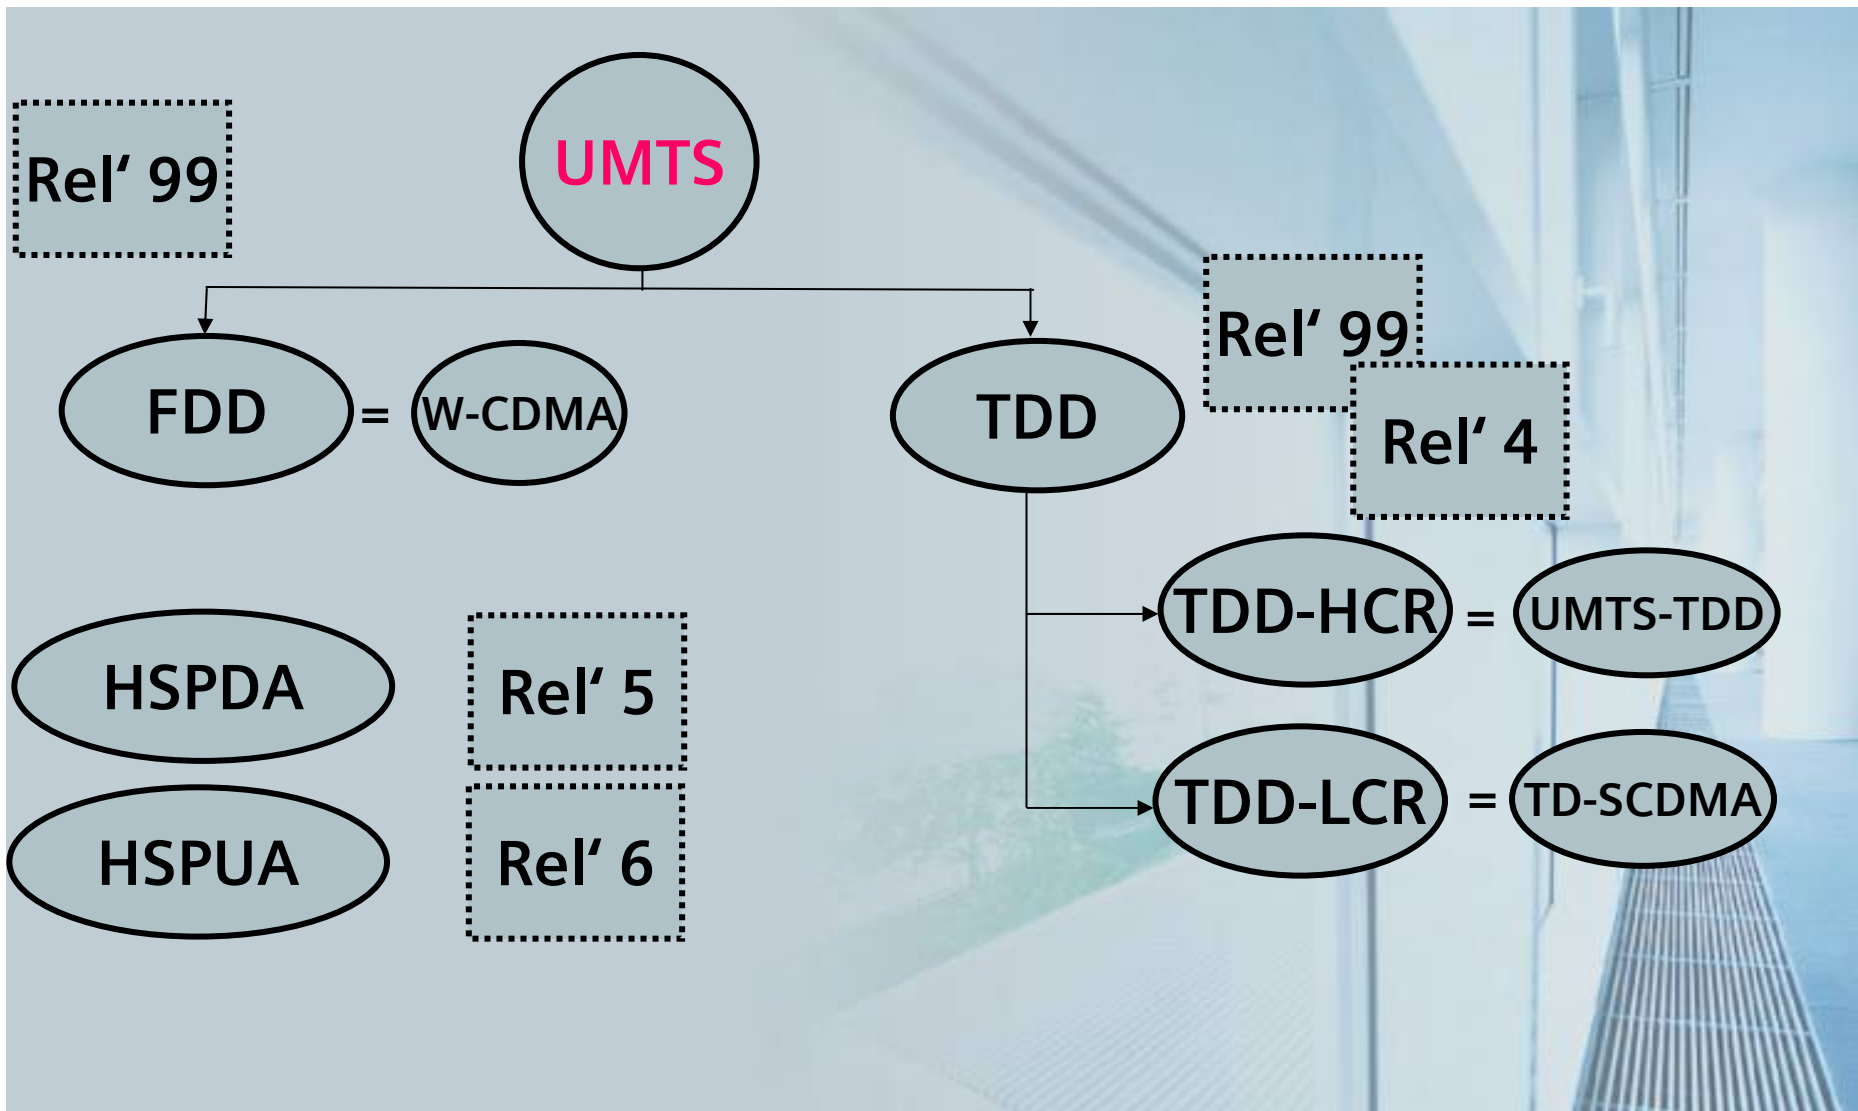 UMTS
Rel‘ 99
FDD
=
W-CDMA
TDD
Rel‘ 99
Rel‘ 4
TDD-HCR
=
UMTS-TDD
TDD-LCR
=
TD-SCDMA
HSPDA
Rel‘ 5
HSPUA
Rel‘ 6